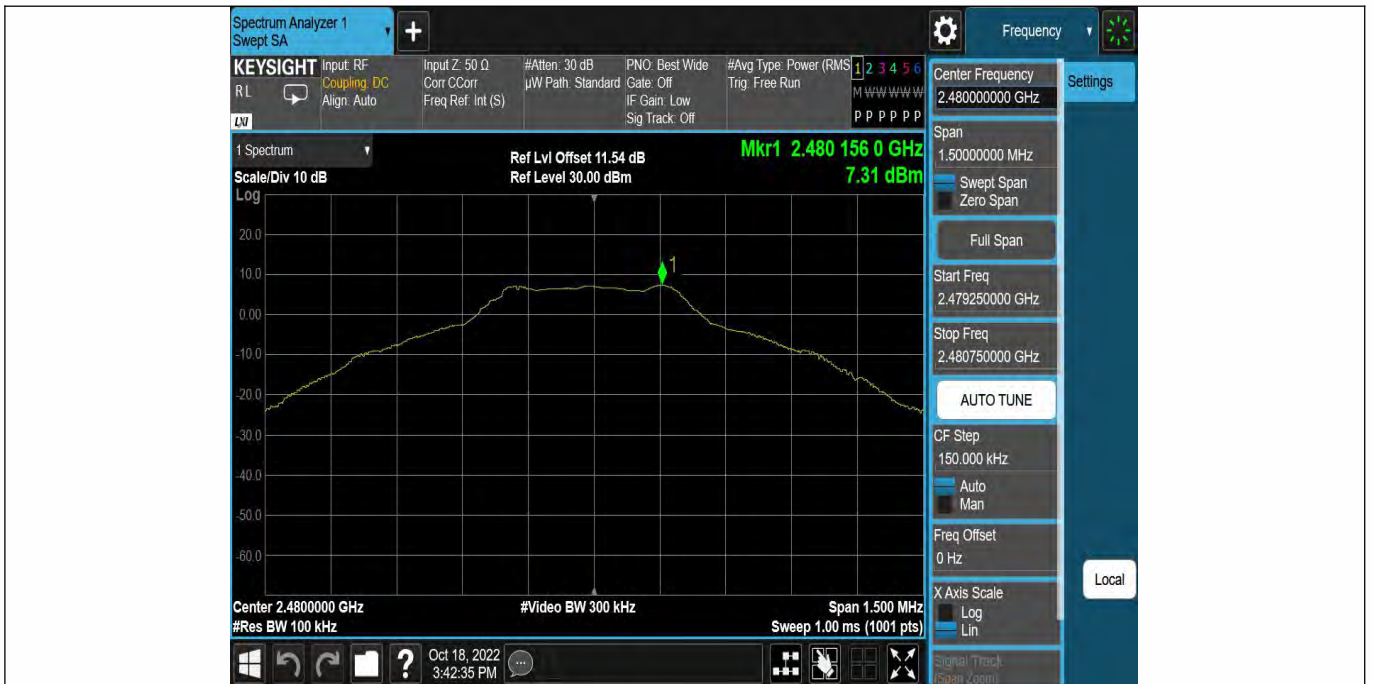 Spectrum Analyzer 1
Swept SA
+
Frequency
KEYSIGHT
RL
LXI
Input: RF
Coupling: DC
Align: Auto
Input Z: 50 Ω
Corr CCorr
Freq Ref: Int (S)
#Atten: 30 dB
µW Path: Standard
PNO: Best Wide
Gate: Off
IF Gain: Low
Sig Track: Off
#Avg Type: Power (RMS
Trig: Free Run
1 2 3 4 5 6
M W W W W W
P P P P P P
1 Spectrum
Scale/Div 10 dB
Log
Ref Lvl Offset 11.54 dB
Ref Level 30.00 dBm
Mkr1 2.480 156 0 GHz
7.31 dBm
20.0
10.0
0.00
-10.0
-20.0
-30.0
-40.0
-50.0
-60.0
1
Center 2.4800000 GHz
#Res BW 100 kHz
#Video BW 300 kHz
Span 1.500 MHz
Sweep 1.00 ms (1001 pts)
?
Oct 18, 2022
3:42:35 PM
Center Frequency
2.480000000 GHz
Settings
Span
1.50000000 MHz
Swept Span
Zero Span
Full Span
Start Freq
2.479250000 GHz
Stop Freq
2.480750000 GHz
AUTO TUNE
CF Step
150.000 kHz
Auto
Man
Freq Offset
0 Hz
X Axis Scale
Log
Lin
Local
Signal Track
(Span Zoom)